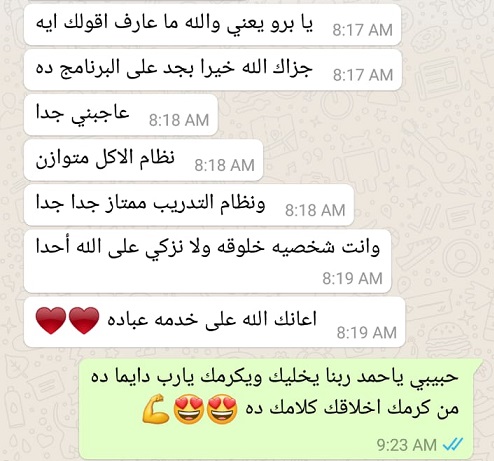 يا برو يعني والله ما عارف اقولك ايه
8:17 AM
جزاك الله خيرا بجد على البرنامج ده
8:17 AM
عاجبني جدا
8:18 AM
نظام الاكل متوازن
8:18 AM
ونظام التدريب ممتاز جدا جدا
8:18 AM
وانت شخصيه خلوقه ولا نزكي على الله أحدا
8:19 AM
اعانك الله على خدمه عباده ♥️♥️
8:19 AM
حبيبي ياحمد ربنا يخليك ويكرمك يارب دايما ده
من كرمك اخلاقك كلامك ده 😍😍💪
9:23 AM